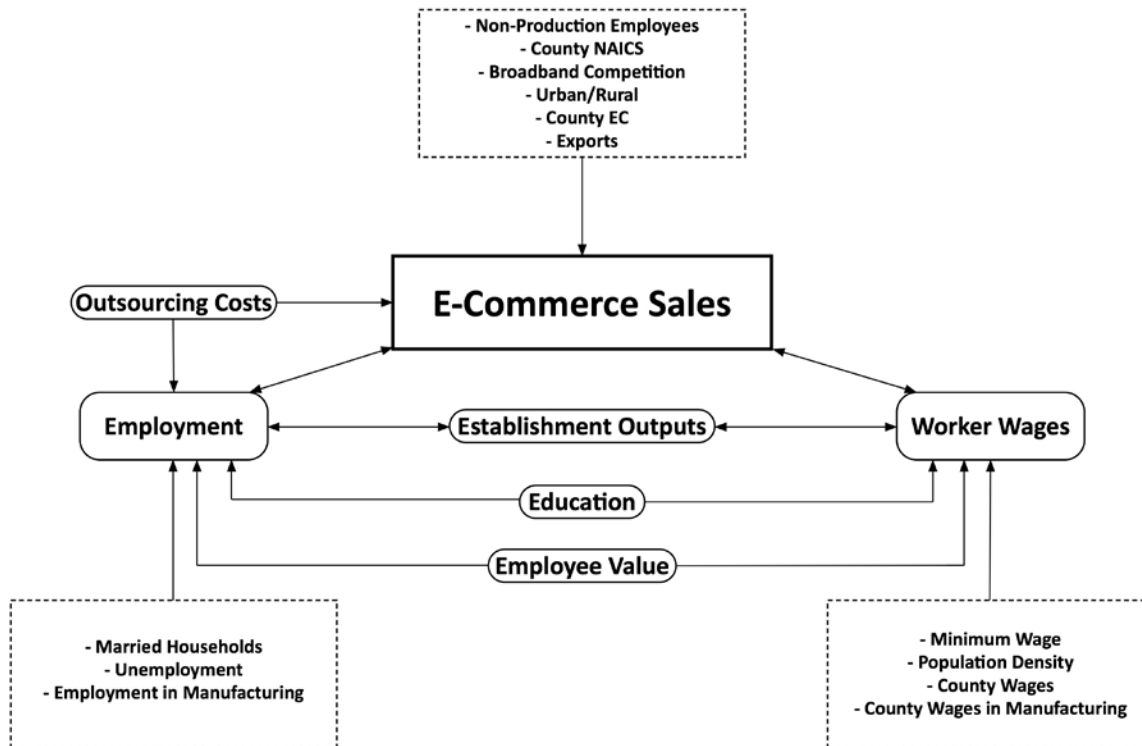 - Non-Production Employees
- County NAICS
- Broadband Competition
- Urban/Rural
- County EC
- Exports
E-Commerce Sales
Outsourcing Costs
Employment
Establishment Outputs
Worker Wages
Education
Employee Value
- Married Households
- Unemployment
- Employment in Manufacturing
- Minimum Wage
- Population Density
- County Wages
- County Wages in Manufacturing